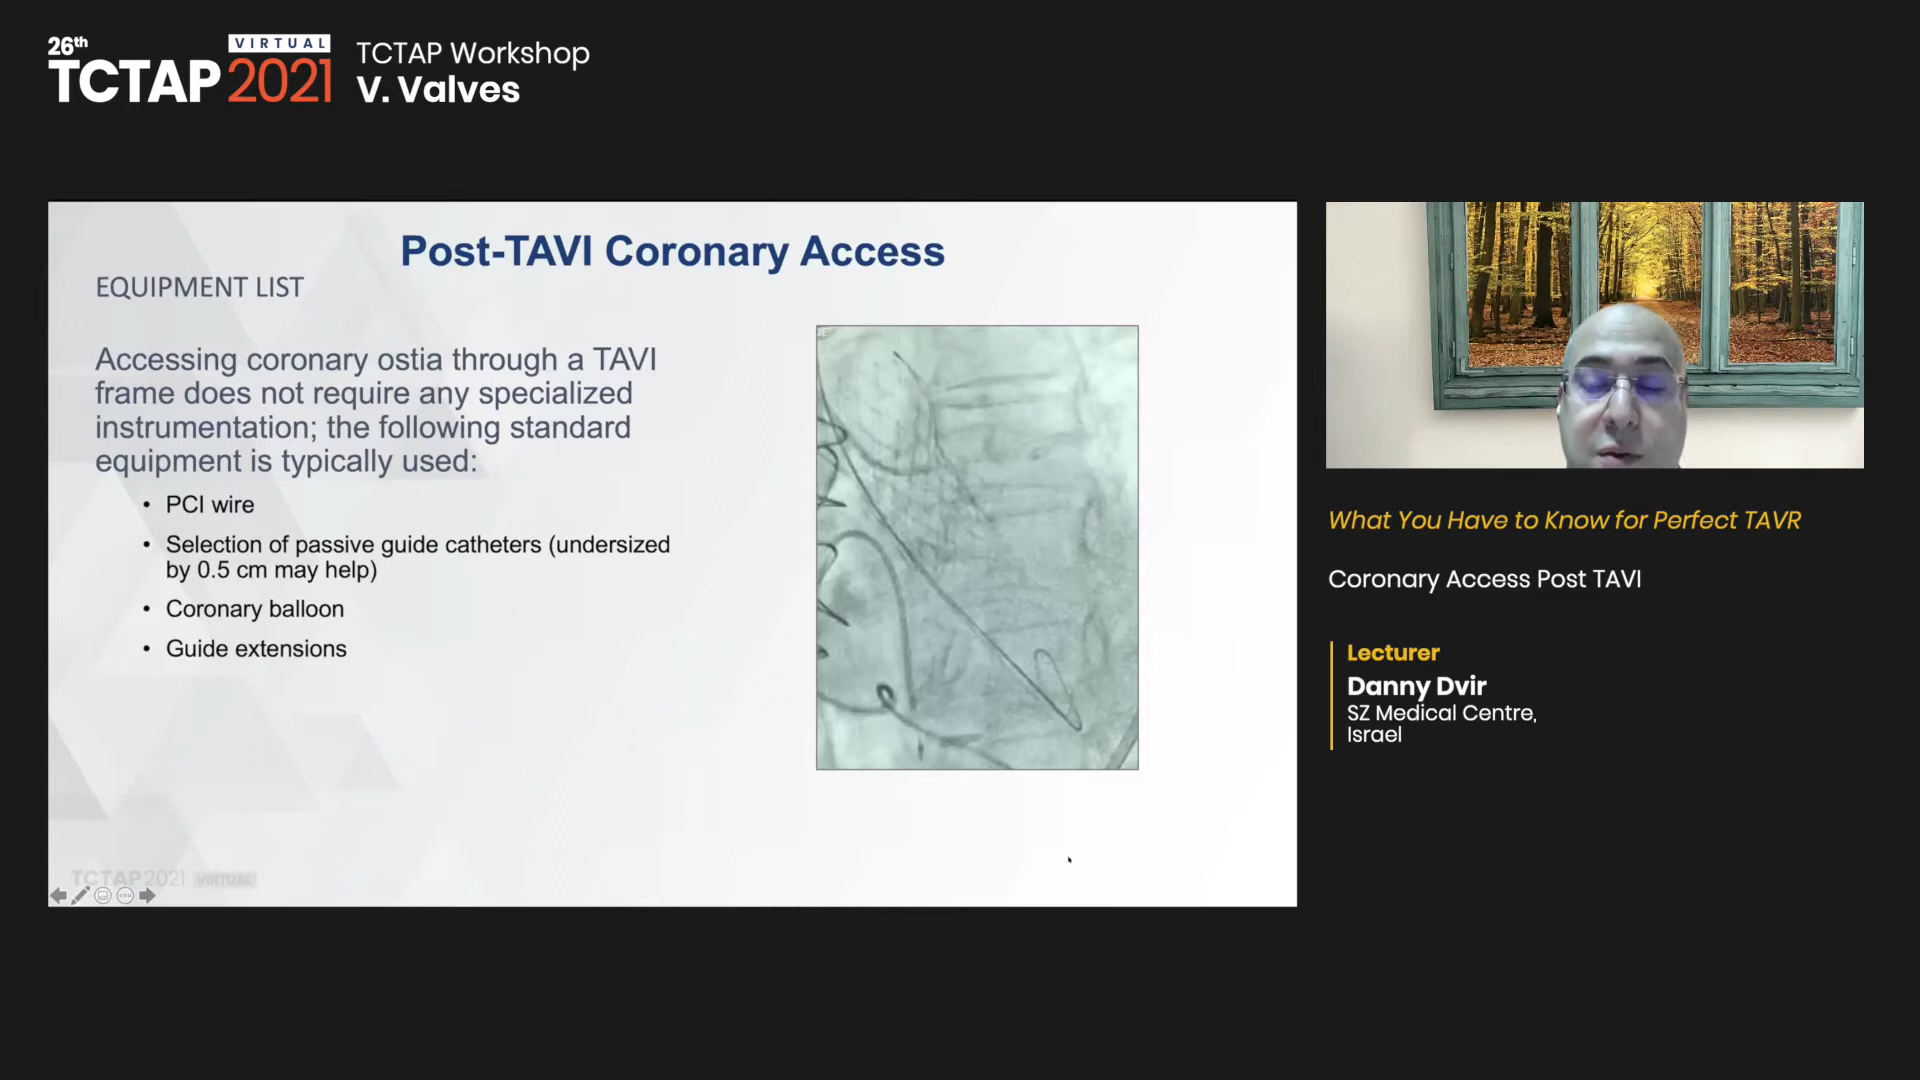 26th
VIRTUAL
TCTAP 2021
TCTAP Workshop
V. Valves
Post-TAVI Coronary Access
EQUIPMENT LIST
Accessing coronary ostia through a TAVI
frame does not require any specialized
instrumentation; the following standard
equipment is typically used:
• PCI wire
• Selection of passive guide catheters (undersized
by 0.5 cm may help)
• Coronary balloon
• Guide extensions
TCTAP 2021 VIRTUAL
What You Have to Know for Perfect TAVR
Coronary Access Post TAVI
Lecturer
Danny Dvir
SZ Medical Centre,
Israel